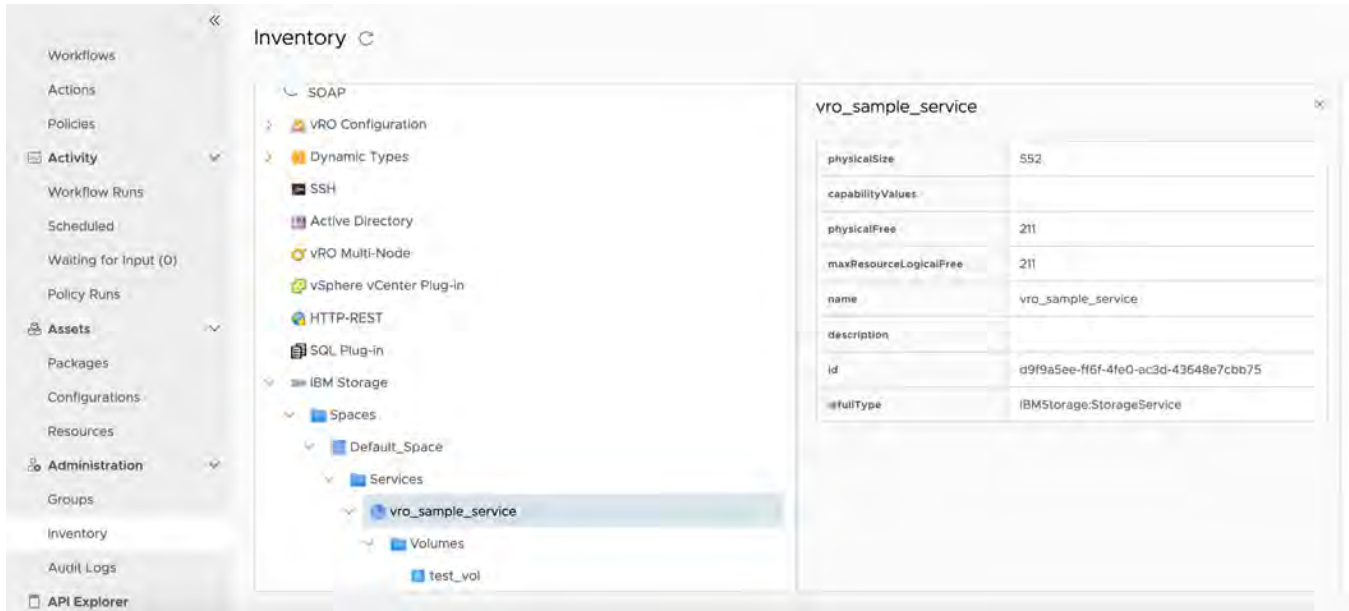 «
Workflows
Actions
Policies
Activity
Workflow Runs
Scheduled
Waiting for Input (0)
Policy Runs
Assets
Packages
Configurations
Resources
Administration
Groups
Inventory
Audit Logs
API Explorer
Inventory
SOAP
vRO Configuration
Dynamic Types
SSH
Active Directory
vRO Multi-Node
vSphere vCenter Plug-in
HTTP-REST
SQL Plug-in
IBM Storage
Spaces
Default_Space
Services
vro_sample_service
Volumes
test_vol
vro_sample_service
physicalSize 552
capabilityValues
physicalFree 211
maxResourceLogicalFree 211
name vro_sample_service
description
id d9f9a5ee-ff6f-4fe0-ac3d-43648e7cbb75
IBMStorage:StorageService